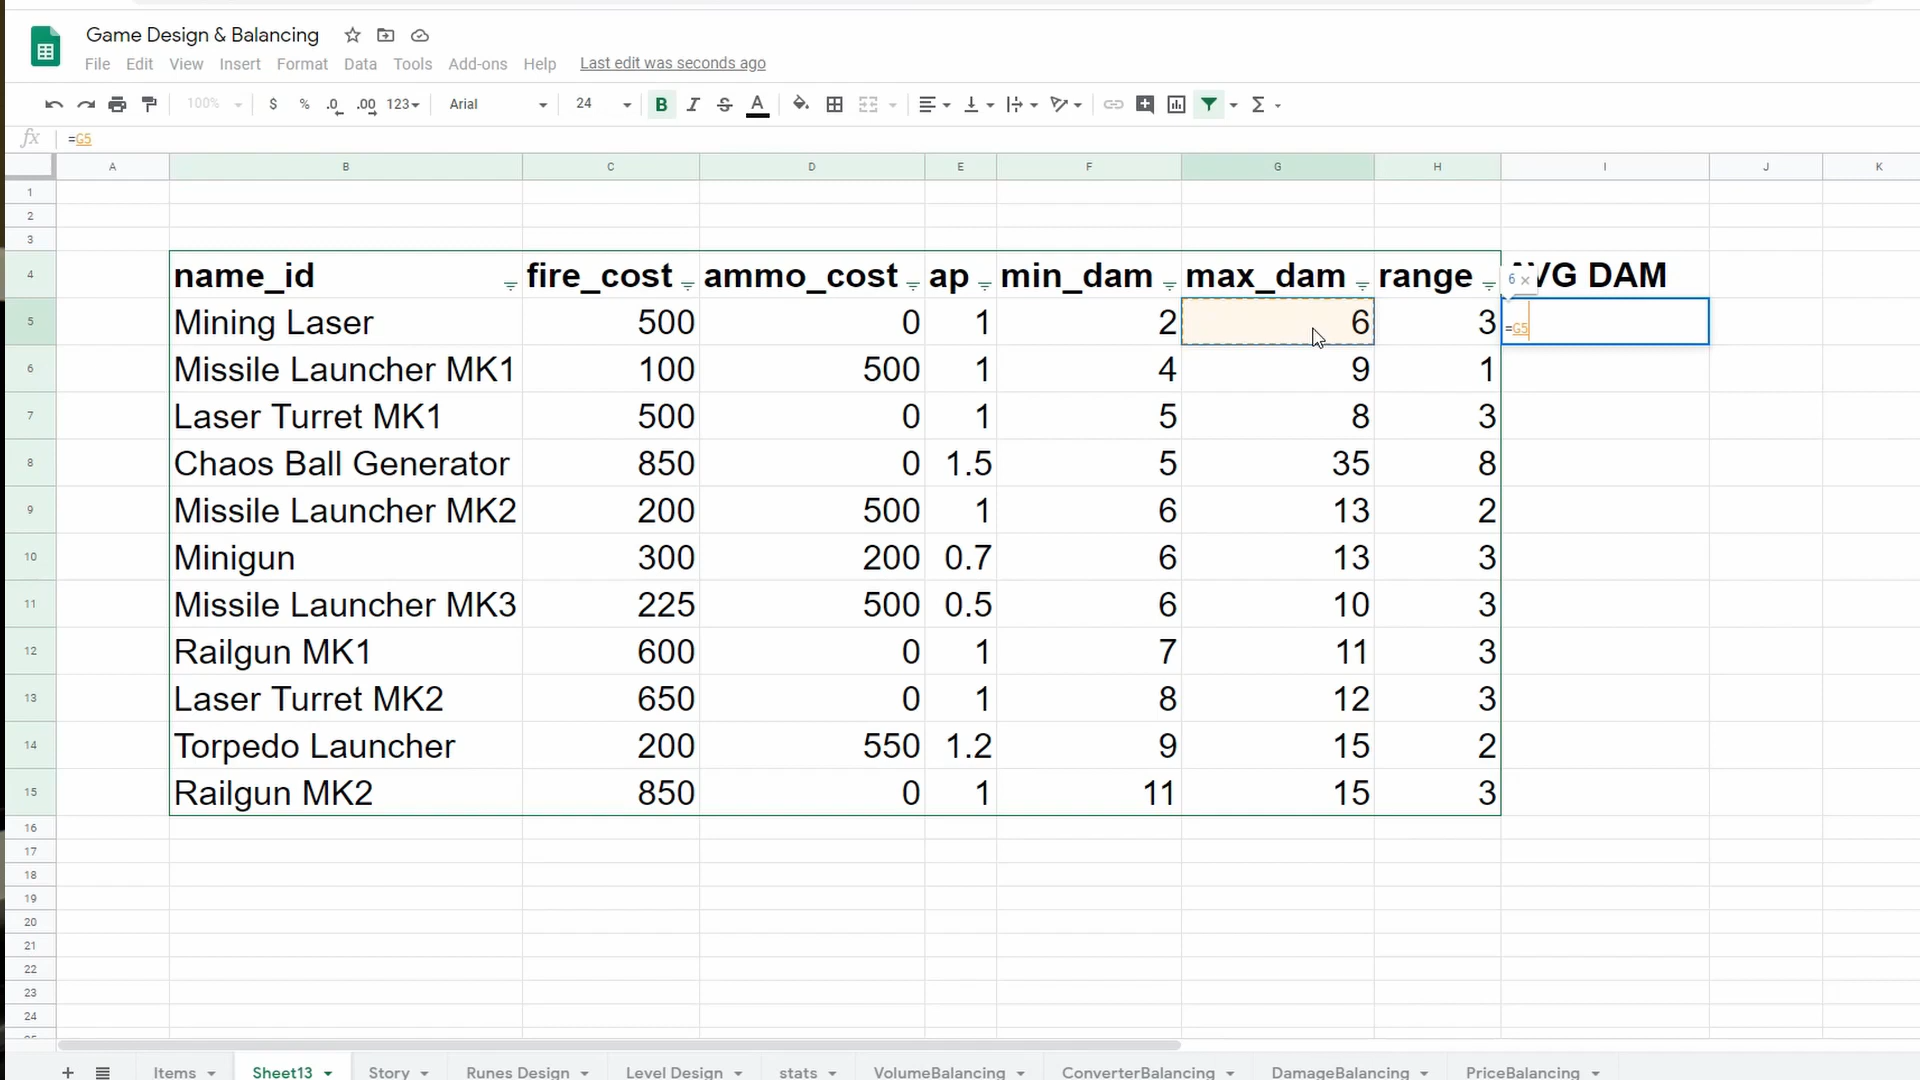 Game Design & Balancing
File Edit View Insert Format Data Tools Add-ons Help Last edit was seconds ago
100% $ % .0 .00 123 Arial 24 B I S A Σ
fx =G5
A B C D E F G H I J K
1
2
3
4 name_id fire_cost ammo_cost ap min_dam max_dam range 6 × AVG DAM
5 Mining Laser 500 0 1 2 6 3 =G5
6 Missile Launcher MK1 100 500 1 4 9 1
7 Laser Turret MK1 500 0 1 5 8 3
8 Chaos Ball Generator 850 0 1.5 5 35 8
9 Missile Launcher MK2 200 500 1 6 13 2
10 Minigun 300 200 0.7 6 13 3
11 Missile Launcher MK3 225 500 0.5 6 10 3
12 Railgun MK1 600 0 1 7 11 3
13 Laser Turret MK2 650 0 1 8 12 3
14 Torpedo Launcher 200 550 1.2 9 15 2
15 Railgun MK2 850 0 1 11 15 3
16
17
18
19
20
21
22
23
24
+ Items Sheet13 Story Runes Design Level Design stats VolumeBalancing ConverterBalancing DamageBalancing PriceBalancing